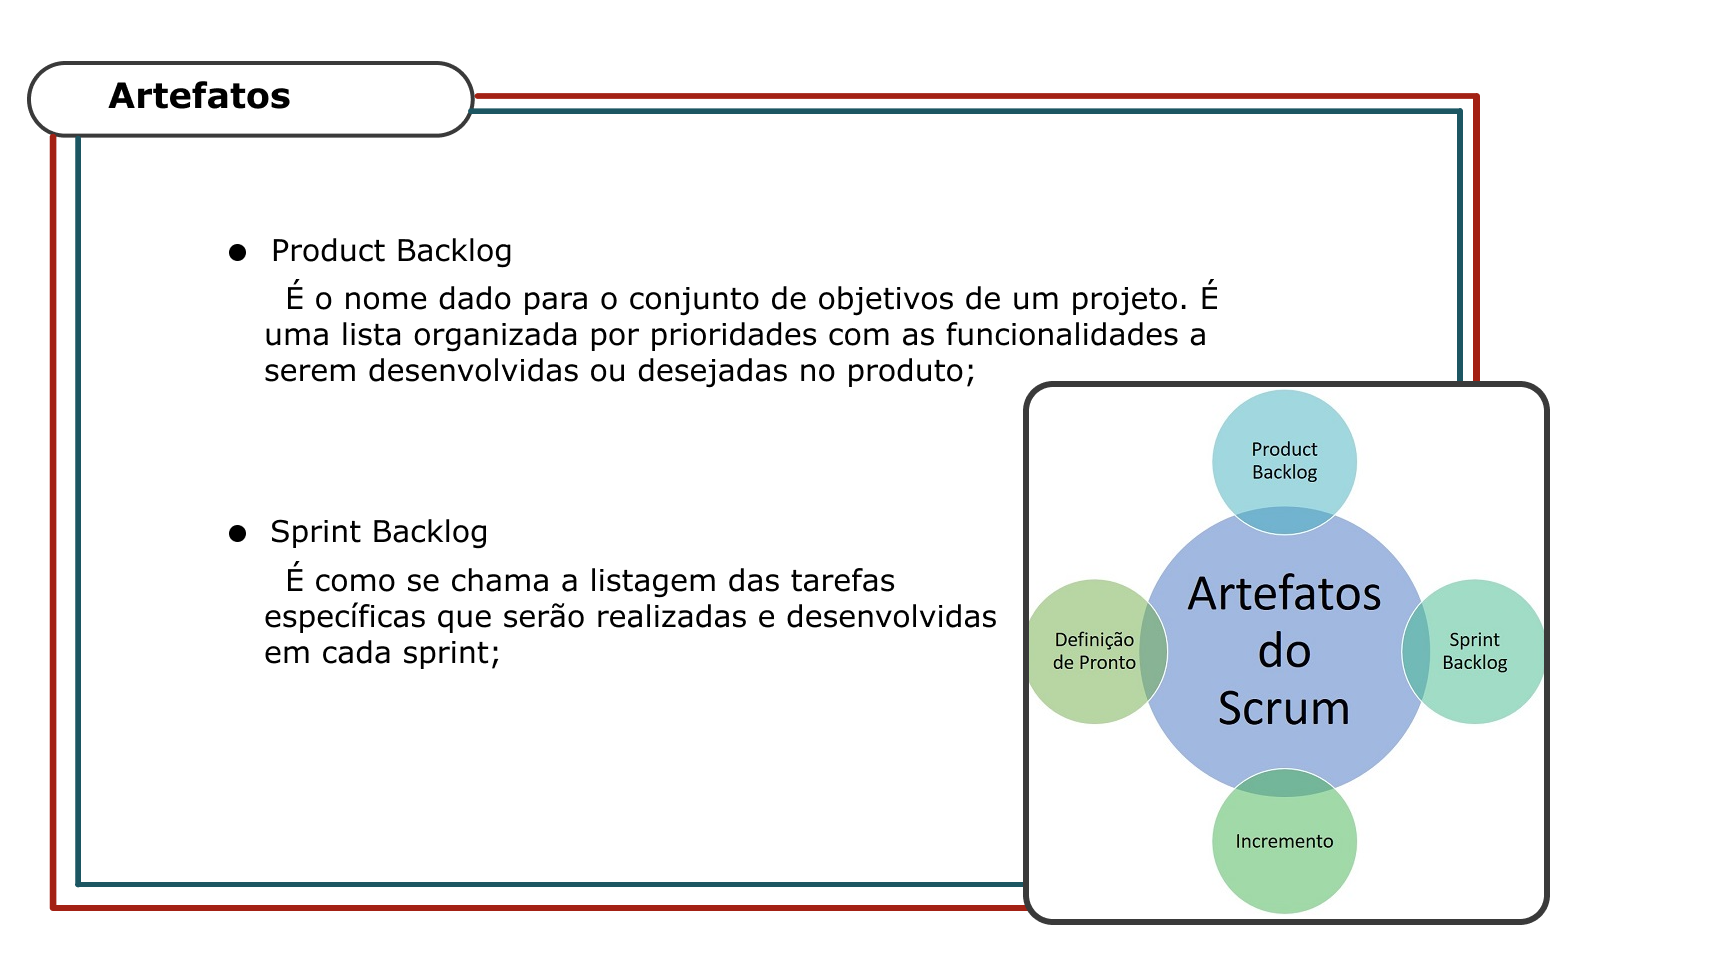 Artefatos
● Product Backlog
É o nome dado para o conjunto de objetivos de um projeto. É
uma lista organizada por prioridades com as funcionalidades a
serem desenvolvidas ou desejadas no produto;
● Sprint Backlog
É como se chama a listagem das tarefas
específicas que serão realizadas e desenvolvidas
em cada sprint;
Product
Backlog
Artefatos
do
Scrum
Definição
de Pronto
Sprint
Backlog
Incremento